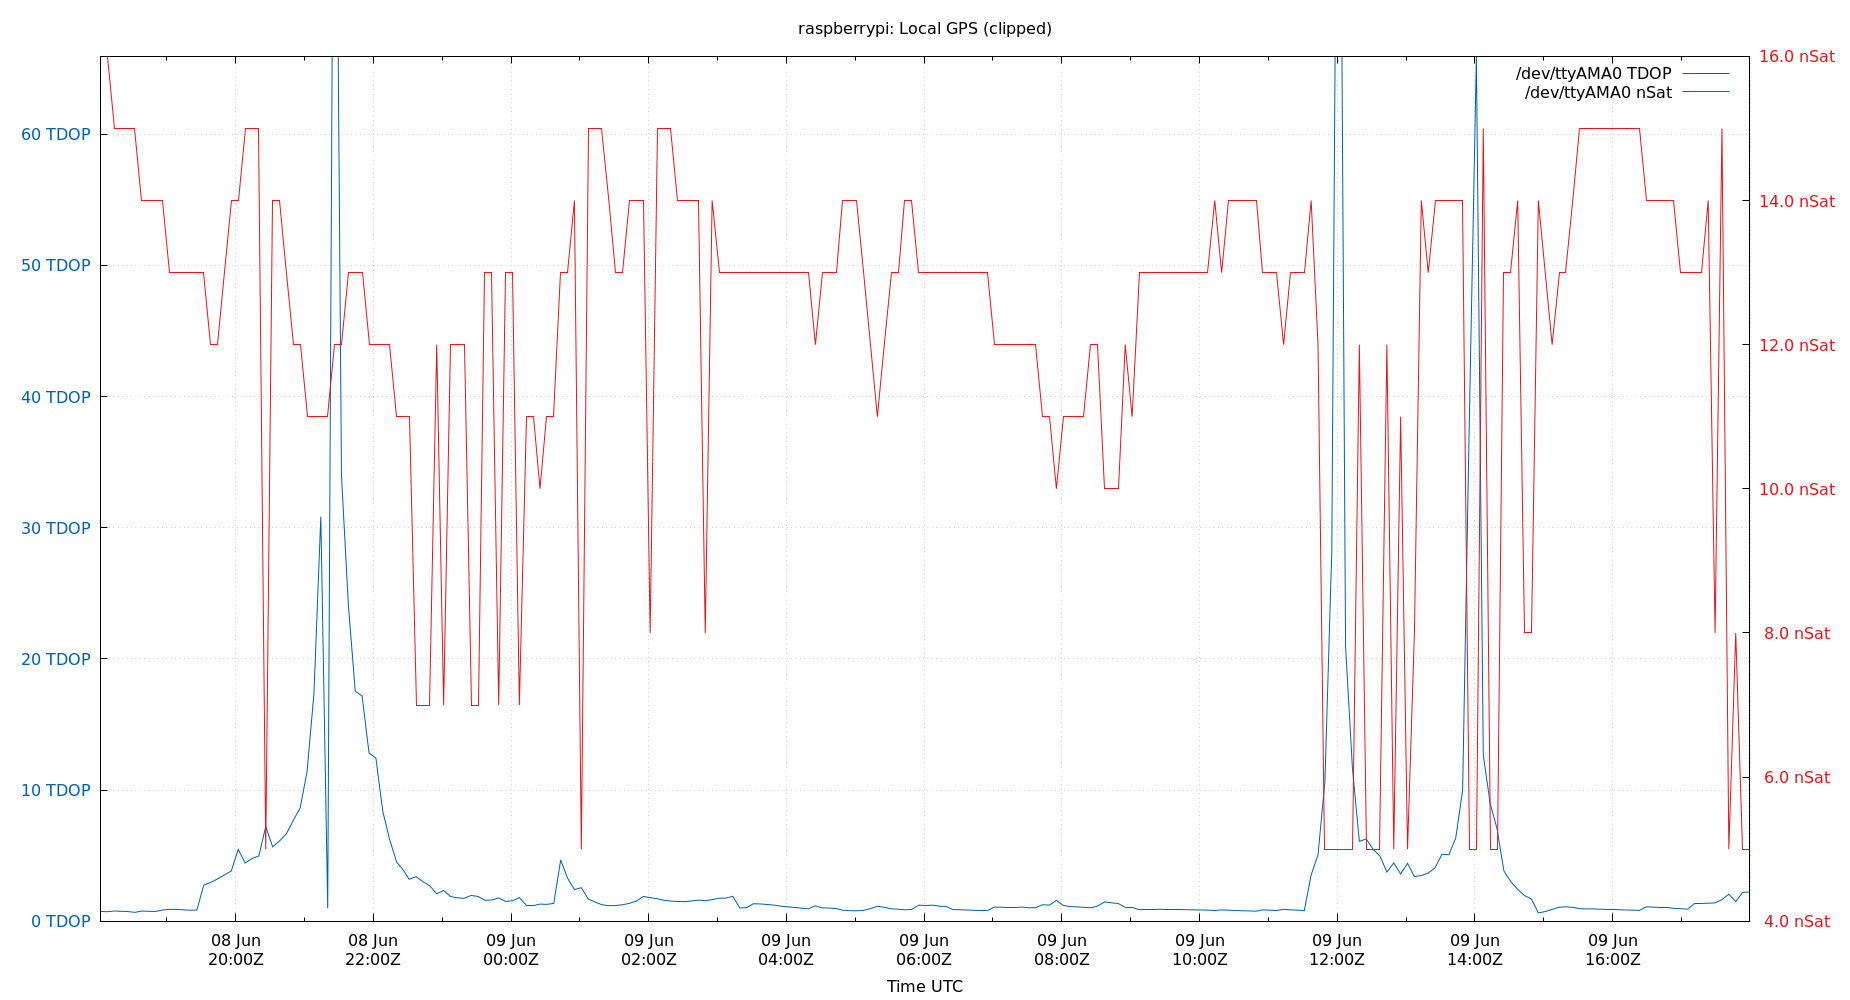 raspberrypi: Local GPS (clipped)
/dev/ttyAMA0 TDOP
/dev/ttyAMA0 nSat
60 TDOP
50 TDOP
40 TDOP
30 TDOP
20 TDOP
10 TDOP
0 TDOP
16.0 nSat
14.0 nSat
12.0 nSat
10.0 nSat
8.0 nSat
6.0 nSat
4.0 nSat
08 Jun
20:00Z
08 Jun
22:00Z
09 Jun
00:00Z
09 Jun
02:00Z
09 Jun
04:00Z
09 Jun
06:00Z
09 Jun
08:00Z
09 Jun
10:00Z
09 Jun
12:00Z
09 Jun
14:00Z
09 Jun
16:00Z
Time UTC